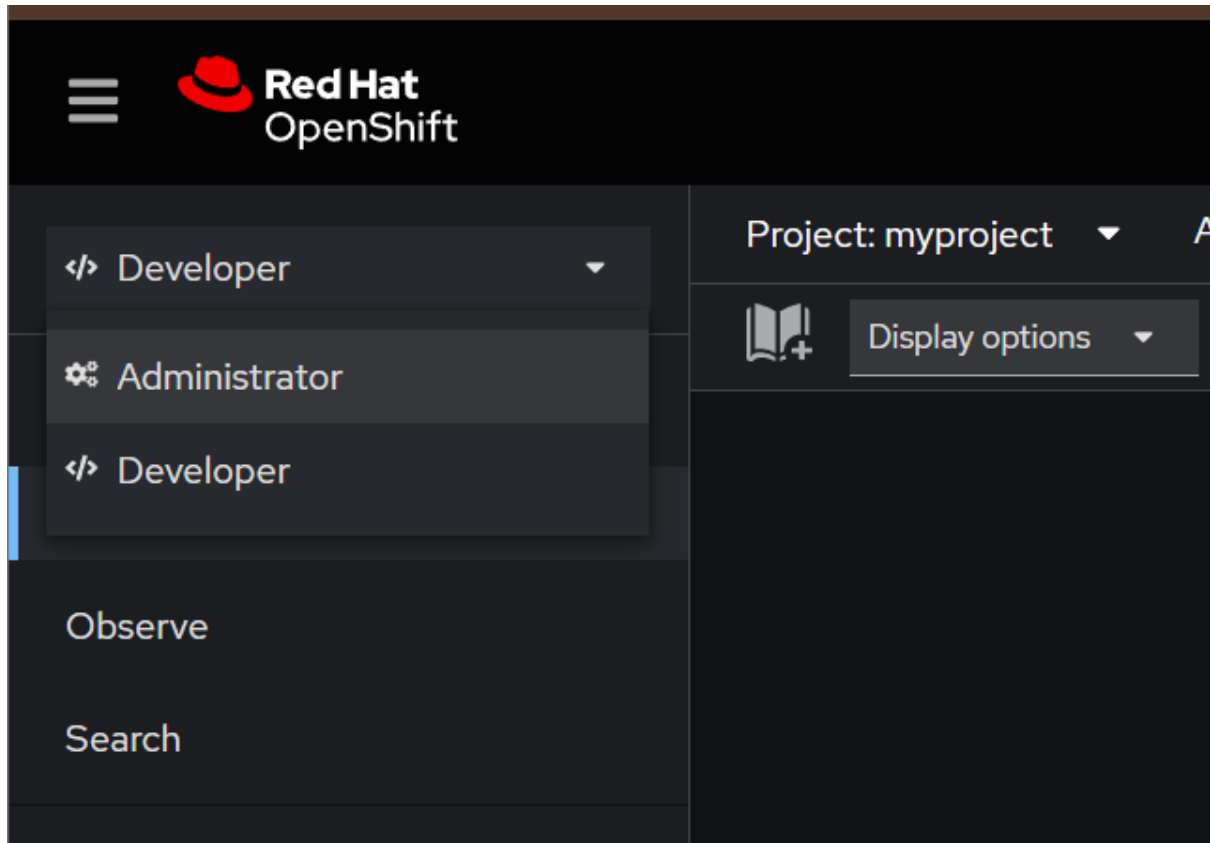 Red Hat
OpenShift
Developer
Administrator
Developer
Observe
Search
Project: myproject
Display options